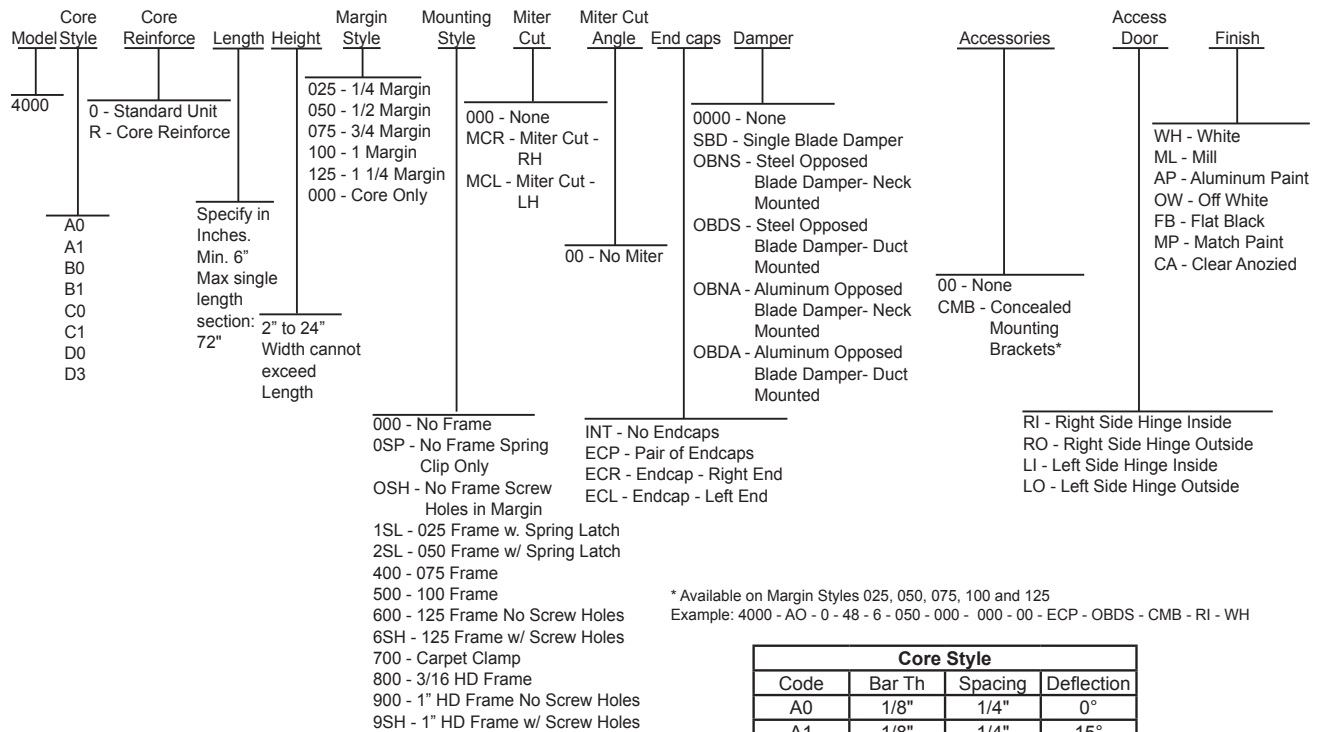 Model
Core
Style
Core
Reinforce
Length
Height
Margin
Style
Mounting
Style
Miter
Cut
Miter Cut
Angle
End caps
Damper
Accessories
Access
Door
Finish
4000
A0
A1
B0
B1
C0
C1
D0
D3
0 - Standard Unit
R - Core Reinforce
Specify in
Inches.
Min. 6”
Max single
length
section:
72"
2” to 24”
Width cannot
exceed
Length
025 - 1/4 Margin
050 - 1/2 Margin
075 - 3/4 Margin
100 - 1 Margin
125 - 1 1/4 Margin
000 - Core Only
000 - No Frame
0SP - No Frame Spring
Clip Only
OSH - No Frame Screw
Holes in Margin
1SL - 025 Frame w. Spring Latch
2SL - 050 Frame w/ Spring Latch
400 - 075 Frame
500 - 100 Frame
600 - 125 Frame No Screw Holes
6SH - 125 Frame w/ Screw Holes
700 - Carpet Clamp
800 - 3/16 HD Frame
900 - 1” HD Frame No Screw Holes
9SH - 1” HD Frame w/ Screw Holes
000 - None
MCR - Miter Cut -
RH
MCL - Miter Cut -
LH
00 - No Miter
INT - No Endcaps
ECP - Pair of Endcaps
ECR - Endcap - Right End
ECL - Endcap - Left End
0000 - None
SBD - Single Blade Damper
OBNS - Steel Opposed
Blade Damper- Neck
Mounted
OBDS - Steel Opposed
Blade Damper- Duct
Mounted
OBNA - Aluminum Opposed
Blade Damper- Neck
Mounted
OBDA - Aluminum Opposed
Blade Damper- Duct
Mounted
00 - None
CMB - Concealed
Mounting
Brackets*
RI - Right Side Hinge Inside
RO - Right Side Hinge Outside
LI - Left Side Hinge Inside
LO - Left Side Hinge Outside
WH - White
ML - Mill
AP - Aluminum Paint
OW - Off White
FB - Flat Black
MP - Match Paint
CA - Clear Anozied
* Available on Margin Styles 025, 050, 075, 100 and 125
Example: 4000 - AO - 0 - 48 - 6 - 050 - 000 - 000 - 00 - ECP - OBDS - CMB - RI - WH
Core Style
Code Bar Th Spacing Deflection
A0 1/8" 1/4" 0°
A1 1/8" 1/4" 15°